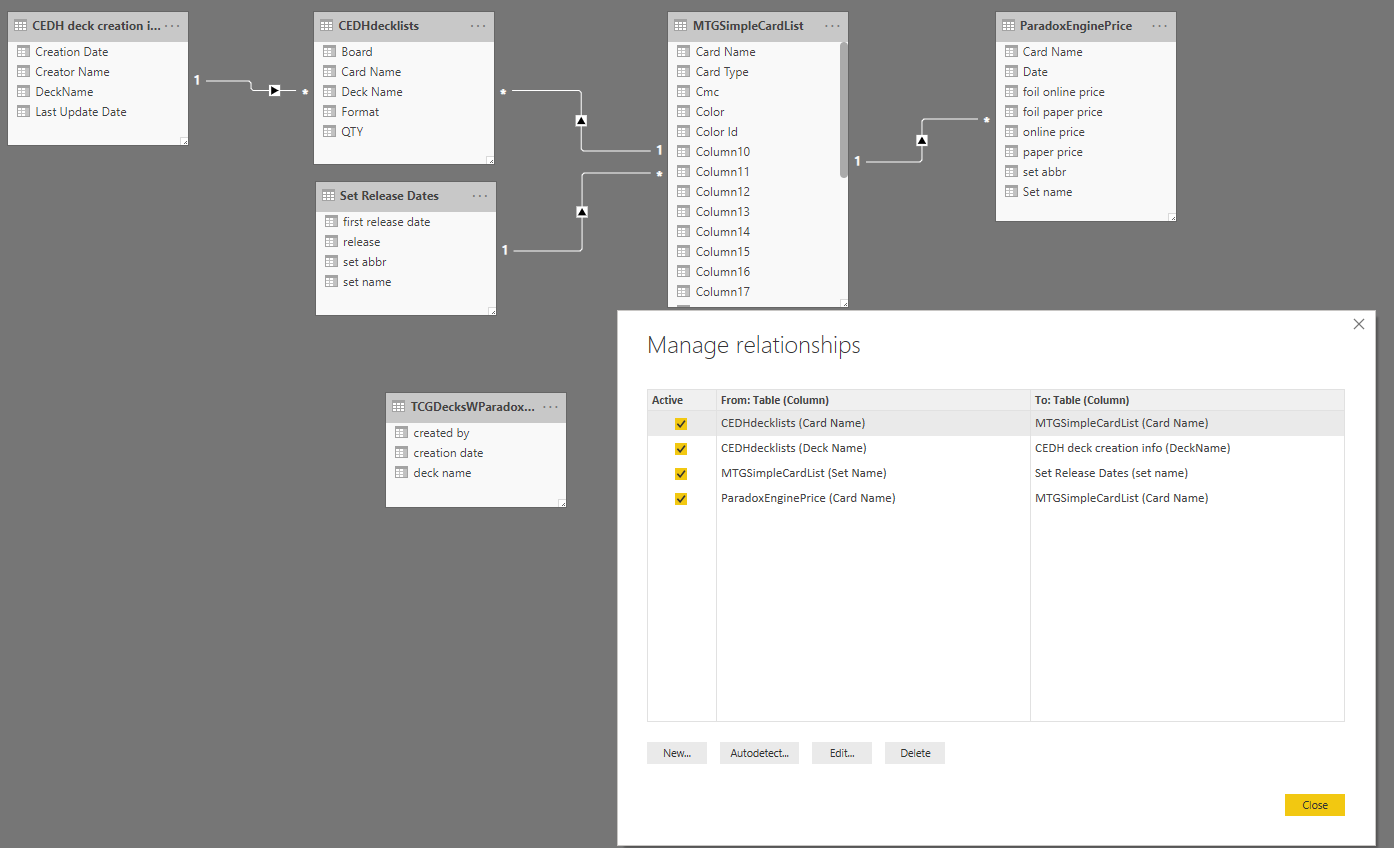 CEDH deck creation i... ...
Creation Date
Creator Name
DeckName
Last Update Date
1
*
CEDHdecklists ...
Board
Card Name
Deck Name
Format
QTY
*
1
Set Release Dates ...
first release date
release
set abbr
set name
1
*
MTGSimpleCardList ...
Card Name
Card Type
Cmc
Color
Color Id
Column10
Column11
Column12
Column13
Column14
Column15
Column16
Column17
1
*
ParadoxEnginePrice ...
Card Name
Date
foil online price
foil paper price
online price
paper price
set abbr
Set name
TCGDecksWParadox... ...
created by
creation date
deck name
Manage relationships
Active From: Table (Column) To: Table (Column)
CEDHdecklists (Card Name) MTGSimpleCardList (Card Name)
CEDHdecklists (Deck Name) CEDH deck creation info (DeckName)
MTGSimpleCardList (Set Name) Set Release Dates (set name)
ParadoxEnginePrice (Card Name) MTGSimpleCardList (Card Name)
New... Autodetect... Edit... Delete
Close